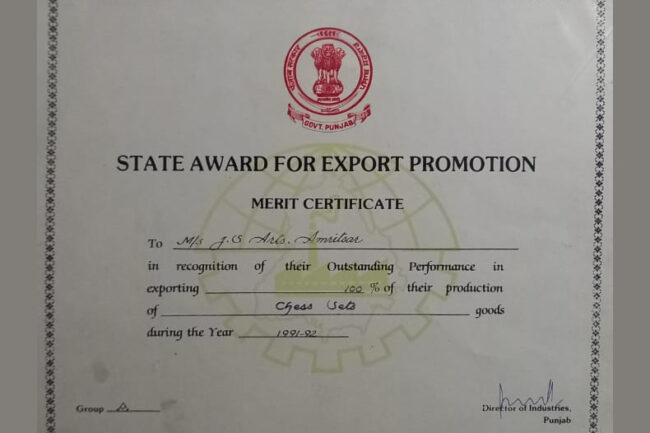 GOVT. PUNJAB
STATE AWARD FOR EXPORT PROMOTION
MERIT CERTIFICATE
To M/s J.S Arts. Amritsar
in recognition of their Outstanding Performance in
exporting 100 % of their production
of Chess Sets goods
during the Year 1991-92
Group A
Director of Industries,
Punjab